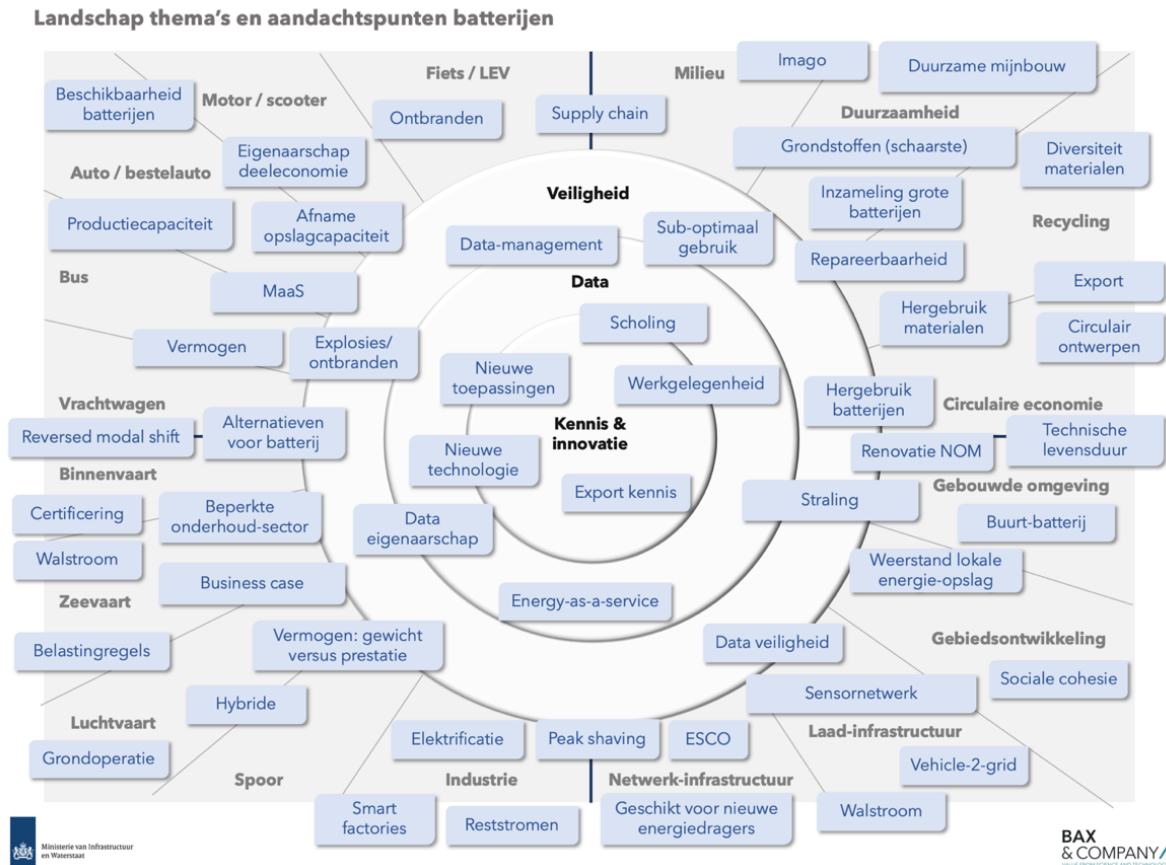 Landschap thema's en aandachtspunten batterijen
Fiets / LEV
Milieu
Imago
Duurzame mijnbouw
Beschikbaarheid
batterijen
Motor / scooter
Ontbranden
Supply chain
Duurzaamheid
Eigenaarschap
deeleconomie
Grondstoffen (schaarste)
Diversiteit
materialen
Auto / bestelauto
Veiligheid
Inzameling grote
batterijen
Productiecapaciteit
Afname
opslagcapaciteit
Data-management
Sub-optimaal
gebruik
Recycling
Repareerbaarheid
Bus
MaaS
Data
Export
Hergebruik
materialen
Scholing
Circulair
ontwerpen
Vermogen
Explosies/
ontbranden
Nieuwe
toepassingen
Werkgelegenheid
Hergebruik
batterijen
Vrachtwagen
Circulaire economie
Reversed modal shift
Alternatieven
voor batterij
Kennis &
innovatie
Technische
levensduur
Renovatie NOM
Binnenvaart
Nieuwe
technologie
Gebouwde omgeving
Export kennis
Straling
Certificering
Beperkte
onderhoud-sector
Data
eigenaarschap
Buurt-batterij
Walstroom
Weerstand lokale
energie-opslag
Business case
Zeevaart
Energy-as-a-service
Belastingregels
Vermogen: gewicht
versus prestatie
Data veiligheid
Gebiedsontwikkeling
Sociale cohesie
Hybride
Sensornetwerk
Luchtvaart
Elektrificatie
Peak shaving
ESCO
Laad-infrastructuur
Grondoperatie
Vehicle-2-grid
Spoor
Industrie
Netwerk-infrastructuur
Smart
factories
Reststromen
Geschikt voor nieuwe
energiedragers
Walstroom
Ministerie van Infrastructuur
en Waterstaat
BAX
& COMPANY